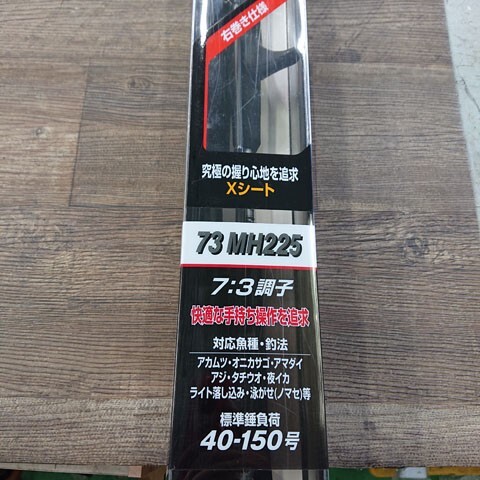 右巻き仕様
究極の握り心地を追求
Xシート
73 MH225
7:3調子
快適な手持ち操作を追求
対応魚種・釣法
アカムツ・オニカサゴ・アマダイ
アジ・タチウオ・夜イカ
ライト落し込み・泳がせ(ノマセ)等
標準錘負荷
40-150号